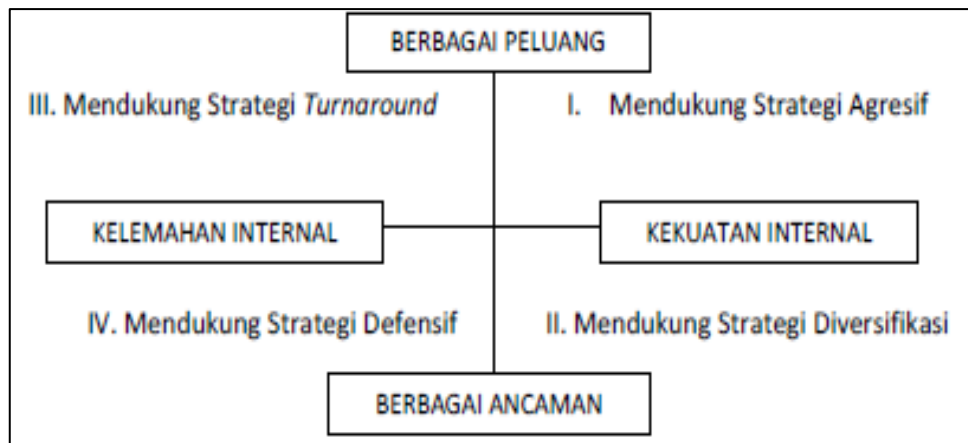 BERBAGAI PELUANG
III. Mendukung Strategi Turnaround
I. Mendukung Strategi Agresif
KELEMAHAN INTERNAL
KEKUATAN INTERNAL
IV. Mendukung Strategi Defensif
II. Mendukung Strategi Diversifikasi
BERBAGAI ANCAMAN